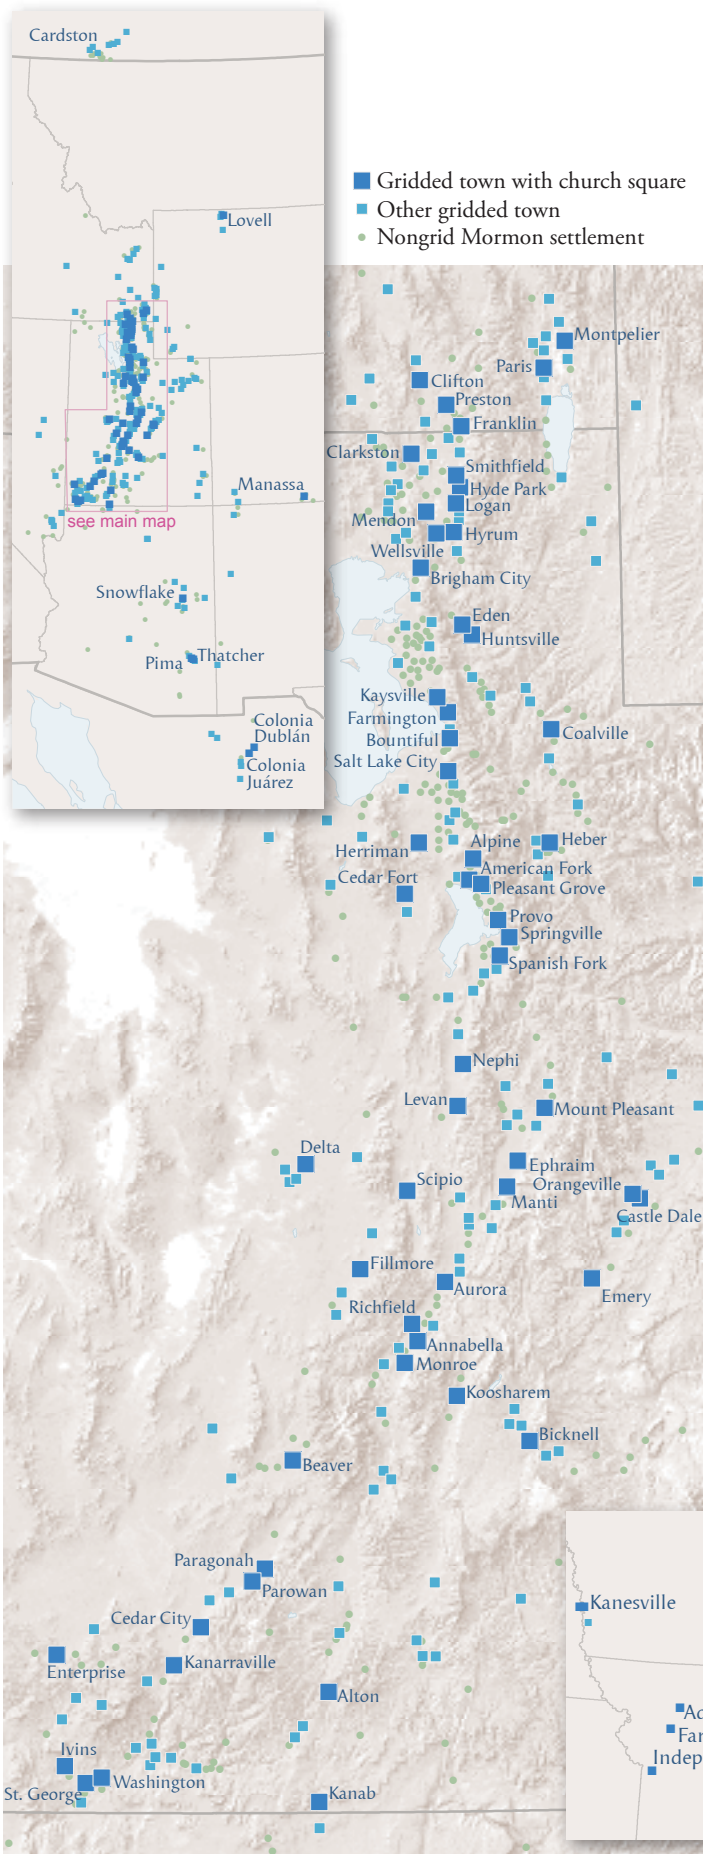 Cardston
Lovell
Manassa
see main map
Snowflake
Pima
Thatcher
Colonia
Dublán
Colonia
Juárez
Gridded town with church square
Other gridded town
Nongrid Mormon settlement
Montpelier
Paris
Clifton
Preston
Franklin
Clarkston
Smithfield
Hyde Park
Logan
Mendon
Hyrum
Wellsville
Brigham City
Eden
Huntsville
Kaysville
Farmington
Bountiful
Coalville
Salt Lake City
Alpine
Heber
Herriman
American Fork
Cedar Fort
Pleasant Grove
Provo
Springville
Spanish Fork
Nephi
Levan
Mount Pleasant
Delta
Ephraim
Scipio
Orangeville
Manti
Castle Dale
Fillmore
Aurora
Emery
Richfield
Annabella
Monroe
Koosharem
Bicknell
Beaver
Paragonah
Parowan
Cedar City
Enterprise
Kanarraville
Alton
Ivins
Washington
St. George
Kanab
Kanesville
Ad
Far
Indep